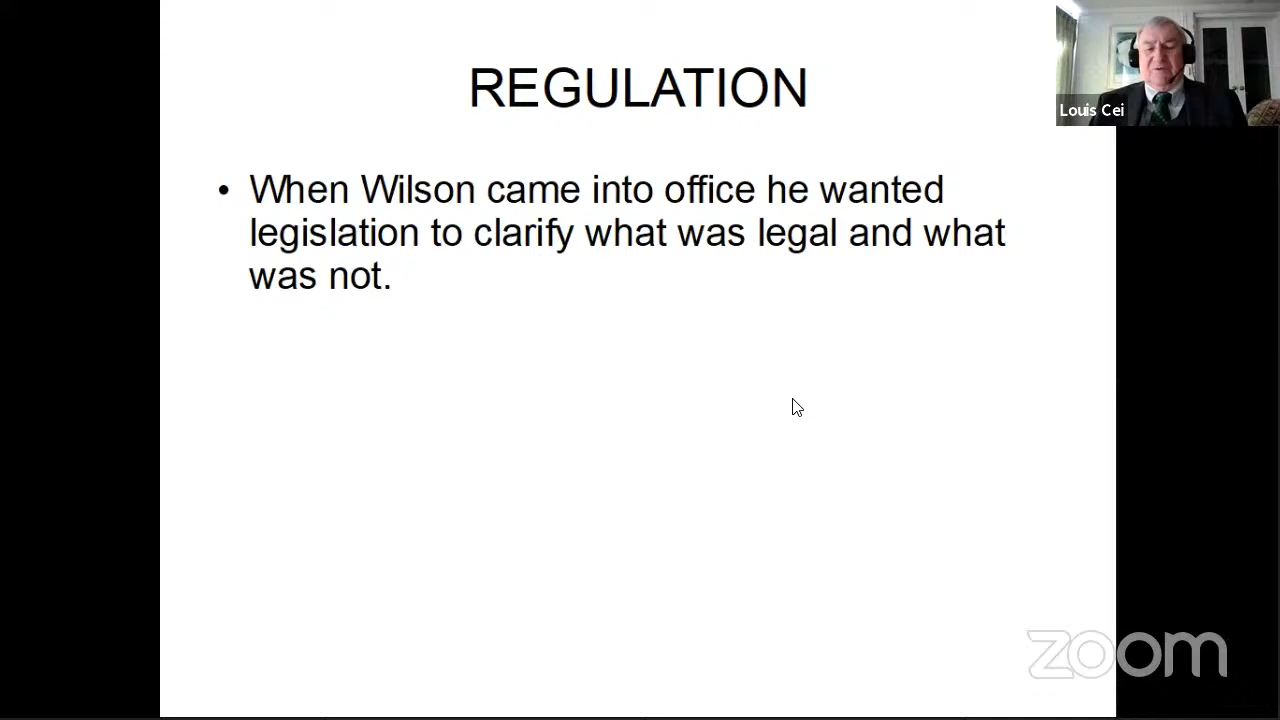 REGULATION
Louis Cei
• When Wilson came into office he wanted
legislation to clarify what was legal and what
was not.
zoom